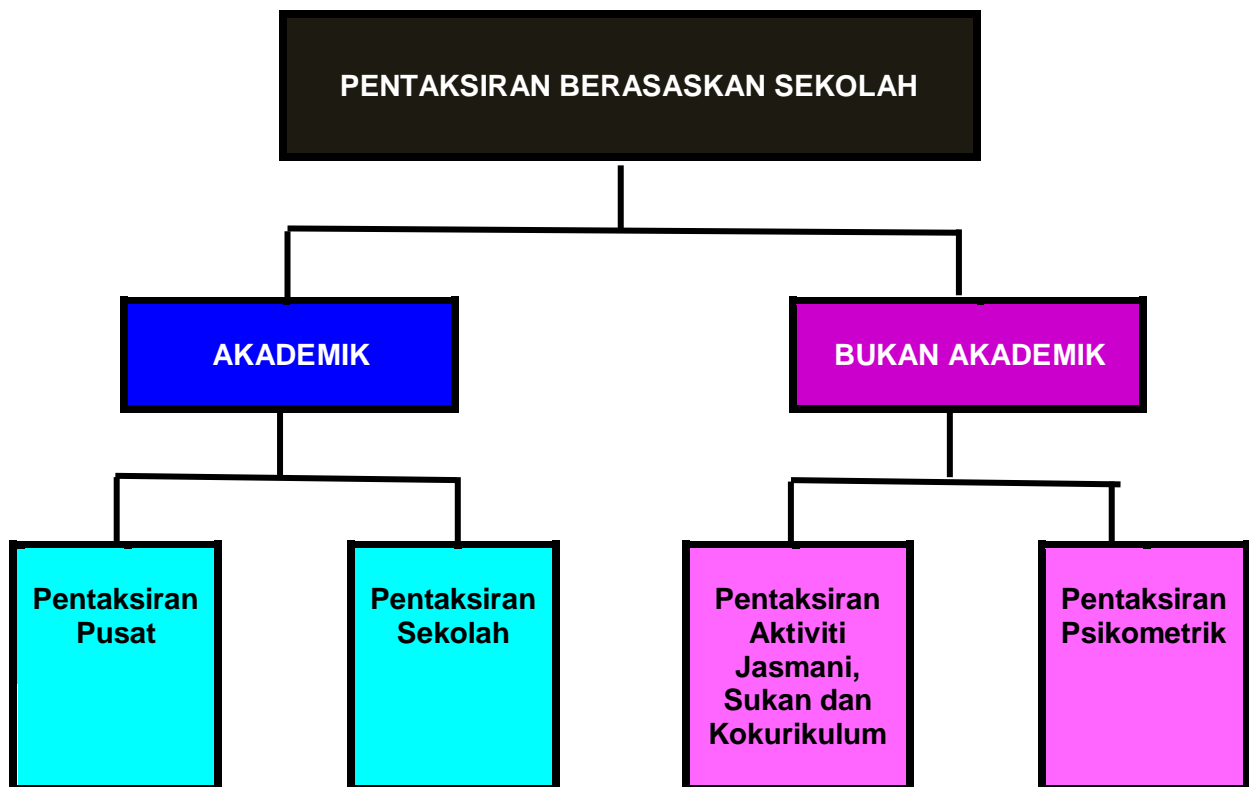 PENTAKSIRAN BERASASKAN SEKOLAH
AKADEMIK
BUKAN AKADEMIK
Pentaksiran
Pusat
Pentaksiran
Sekolah
Pentaksiran
Aktiviti
Jasmani,
Sukan dan
Kokurikulum
Pentaksiran
Psikometrik